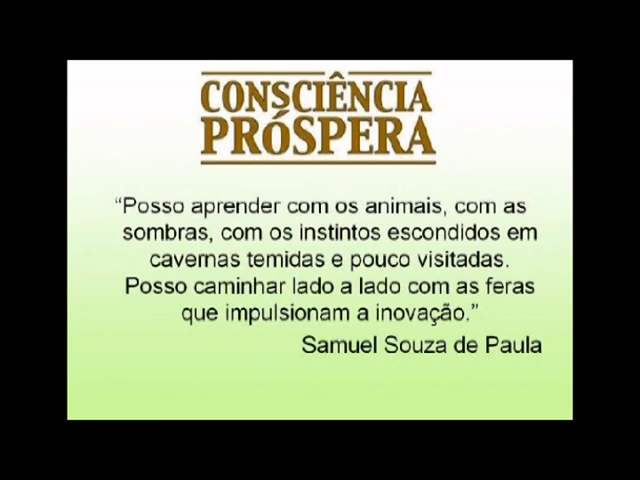 CONSCIÊNCIA
PRÓSPERA
“Posso aprender com os animais, com as
sombras, com os instintos escondidos em
cavernas temidas e pouco visitadas.
Posso caminhar lado a lado com as feras
que impulsionam a inovação.”
Samuel Souza de Paula